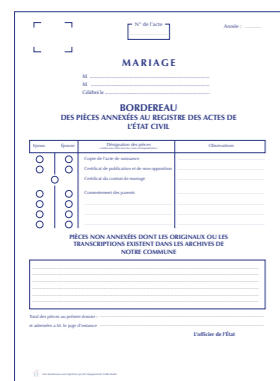 N° de l'acte
Année : ..........
MARIAGE
M. ..........
M. ..........
Célébré le ..........
BORDEREAU
DES PIÈCES ANNEXÉES AU REGISTRE DES ACTES DE
L'ÉTAT CIVIL
Epoux
Épouse
Désignation des pièces
Observations
Copie de l'acte de naissance
Certificat de publication et de non-opposition
Certificat du contrat de mariage
Consentement des parents
PIÈCES NON ANNEXÉES DONT LES ORIGINAUX OU LES
TRANSCRIPTIONS EXISTENT DANS LES ARCHIVES DE
NOTRE COMMUNE
Total des pièces au présent dossier :
et adressées à M. le juge d'instance
L'officier de l'État